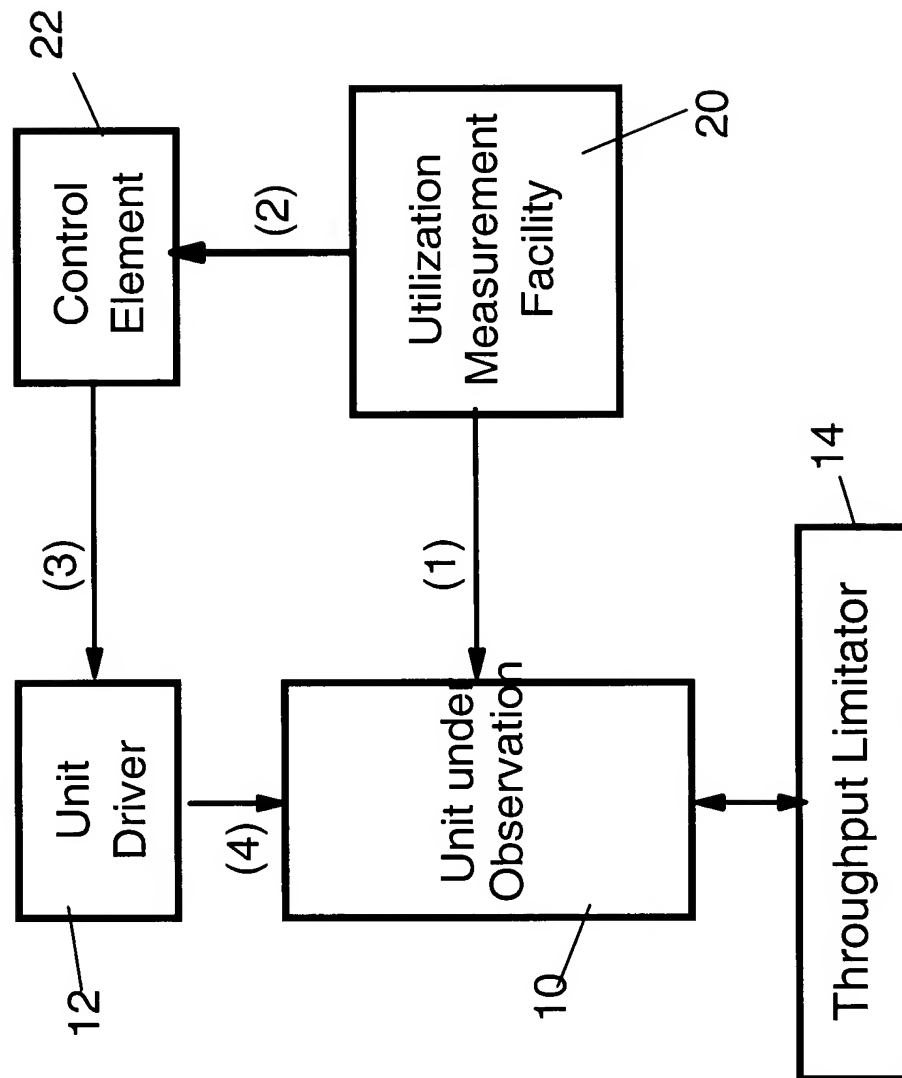 12
Unit
Driver
(3)
Control
Element
22
(4)
(2)
10
Unit under
Observation
(1)
Utilization
Measurement
Facility
20
Throughput Limitator
14